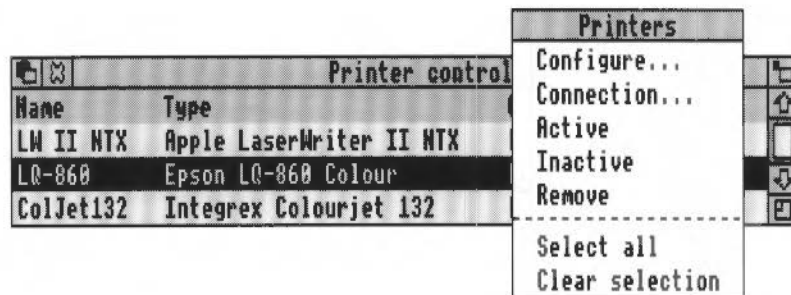 Printer control
Name Type
LW II NTX Apple LaserWriter II NTX
LQ-860 Epson LQ-860 Colour
ColJet132 Integrex Colourjet 132
Printers
Configure...
Connection...
Active
Inactive
Remove
Select all
Clear selection